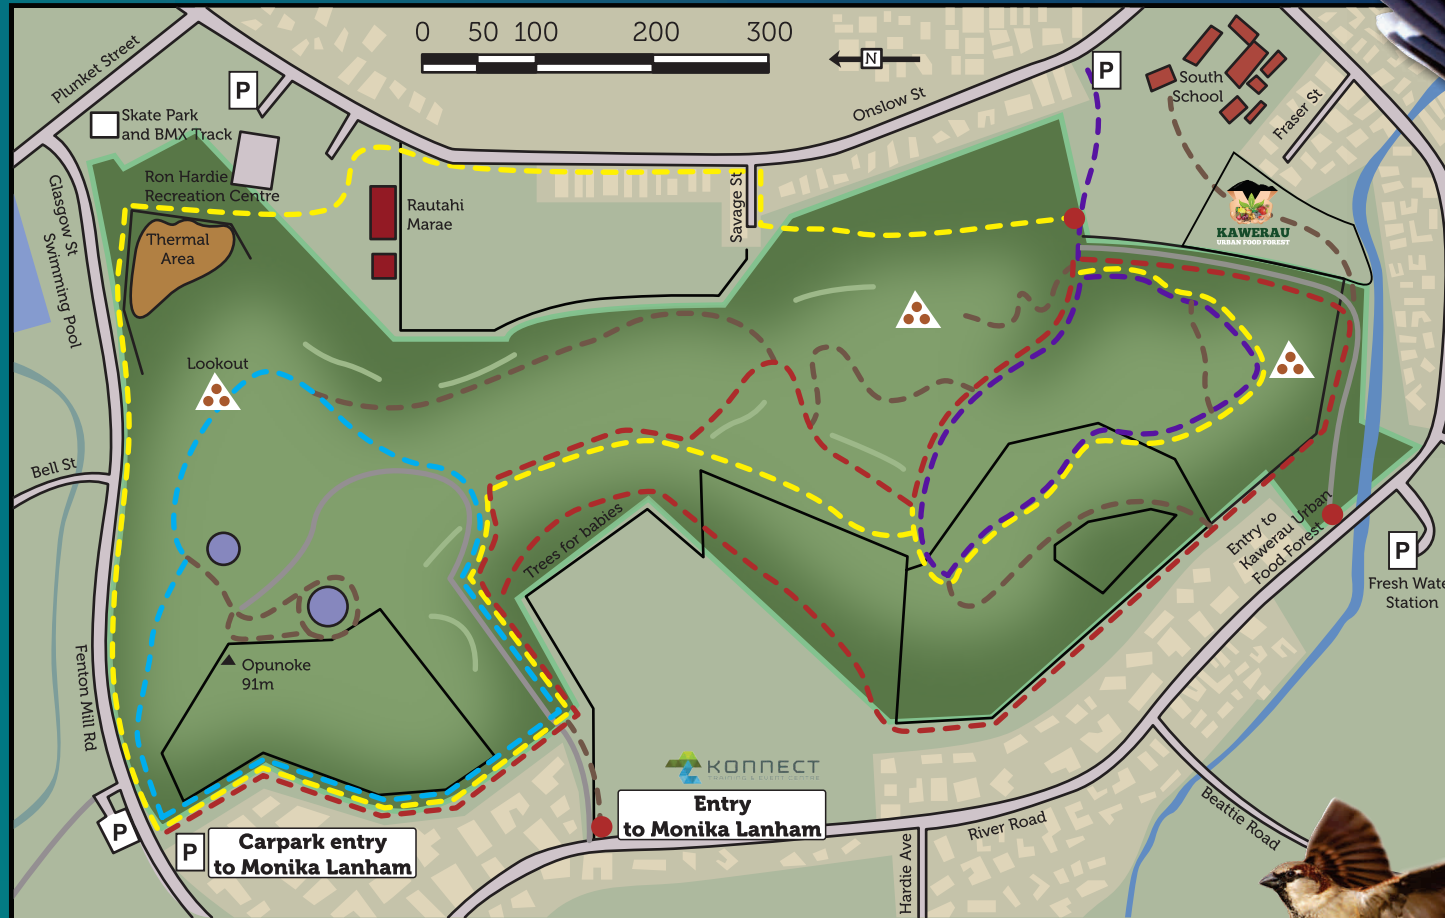 0 50 100 200 300
N
Plunket Street
P
Skate Park
and BMX Track
Ron Hardie
Recreation Centre
Thermal
Area
Rautahi
Marae
Savage St
Onslow St
P
South
School
Fraser St
KAWERAU
URBAN FOOD FOREST
Glasgow St
Swimming Pool
Lookout
Bell St
Trees for babies
Opunoke
91m
Fenton Mill Rd
Entry to
Kawerau Urban
Food Forest
P
Fresh Wate
Station
KONNECT
TRAINING & EVENT CENTRE
Entry
to Monika Lanham
P
P
Carpark entry
to Monika Lanham
River Road
Hardie Ave
Beattie Road